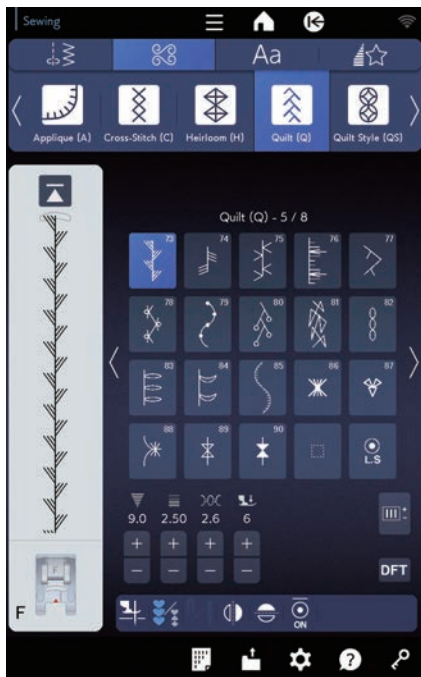 Sewing
Aa
Applique (A) Cross-Stitch (C) Heirloom (H) Quilt (Q) Quilt Style (QS)
Quilt (Q) - 5 / 8
73 74 75 76 77
78 79 80 81 82
83 84 85 86 87
88 89 90
L.S
9.0 2.50 2.6 6
+ + + +
− − − −
DFT
F
F
ON
?